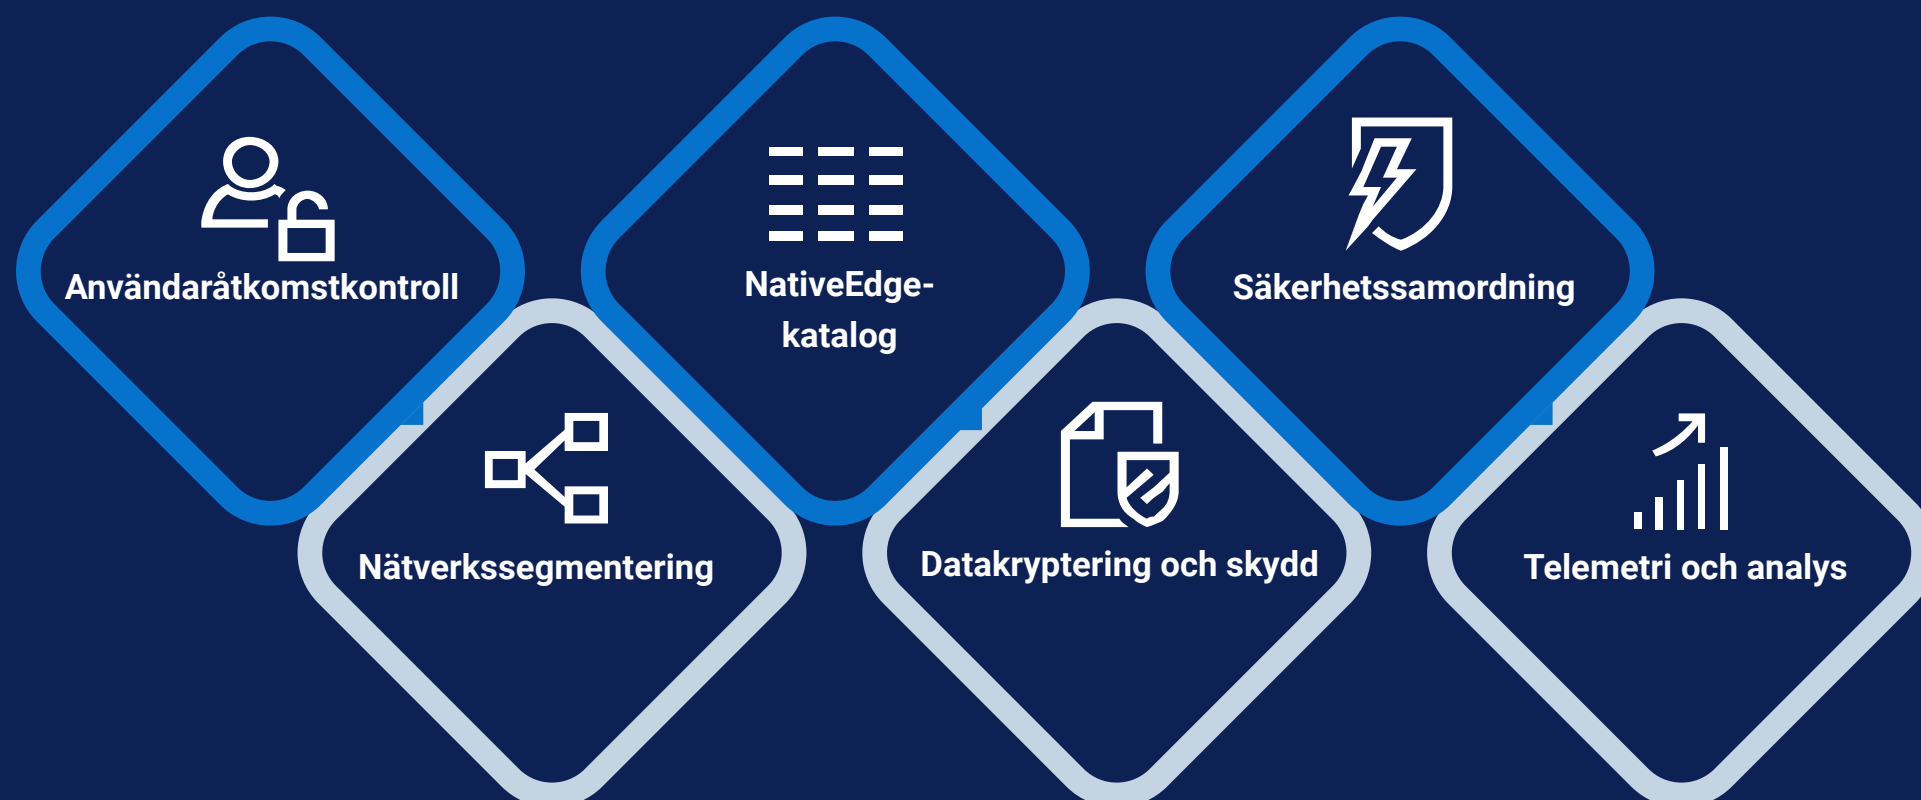 Användaråtkomstkontroll
NativeEdge-
katalog
Säkerhetssamordning
Nätverkssegmentering
Datakryptering och skydd
Telemetri och analys